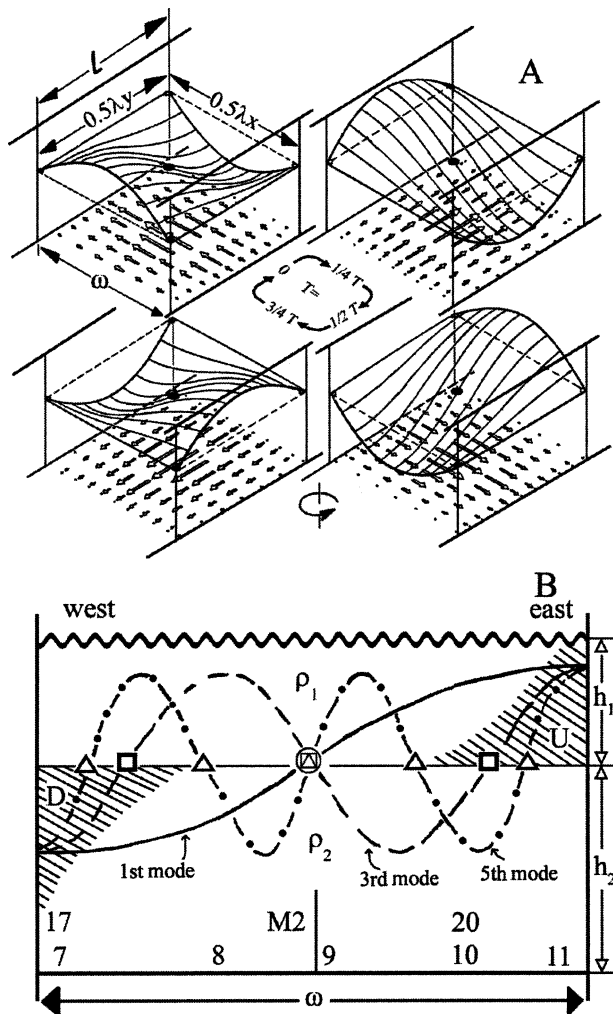 A
l
0.5λy
0.5λx
ω
0
1/4 T
T=
3/4 T
1/2 T
B
west
east
ρ1
h1
U
D
ρ2
1st mode
3rd mode
5th mode
h2
17
M2
20
7
8
9
10
11
ω